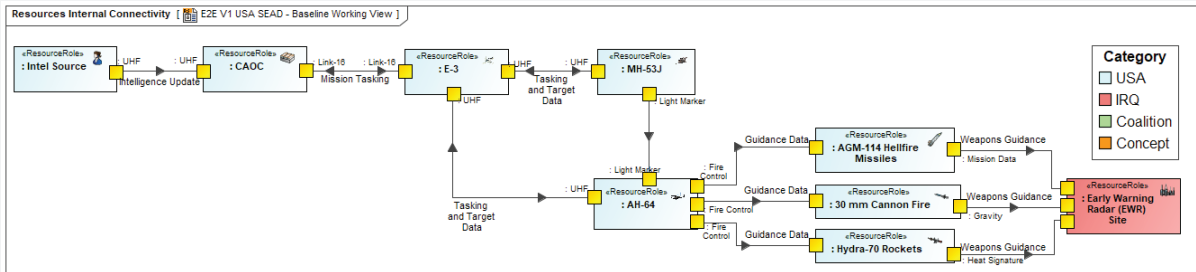 Resources Internal Connectivity [ E2E V1 USA SEAD - Baseline Working View ]
«ResourceRole»
: Intel Source
: UHF
Intelligence Update
: UHF
«ResourceRole»
: CAOC
: Link-16
Mission Tasking
: Link-16
«ResourceRole»
: E-3
: UHF
: UHF
Tasking
and Target
Data
: UHF
«ResourceRole»
: MH-53J
: Light Marker
: Light Marker
Tasking
and Target
Data
: UHF
«ResourceRole»
: AH-64
: Fire
Control
: Fire Control
: Fire
Control
Guidance Data
Guidance Data
Guidance Data
«ResourceRole»
: AGM-114 Hellfire
Missiles
«ResourceRole»
: 30 mm Cannon Fire
«ResourceRole»
: Hydra-70 Rockets
Weapons Guidance
: Mission Data
Weapons Guidance
: Gravity
Weapons Guidance
: Heat Signature
«ResourceRole»
: Early Warning
Radar (EWR)
Site
Category
USA
IRQ
Coalition
Concept